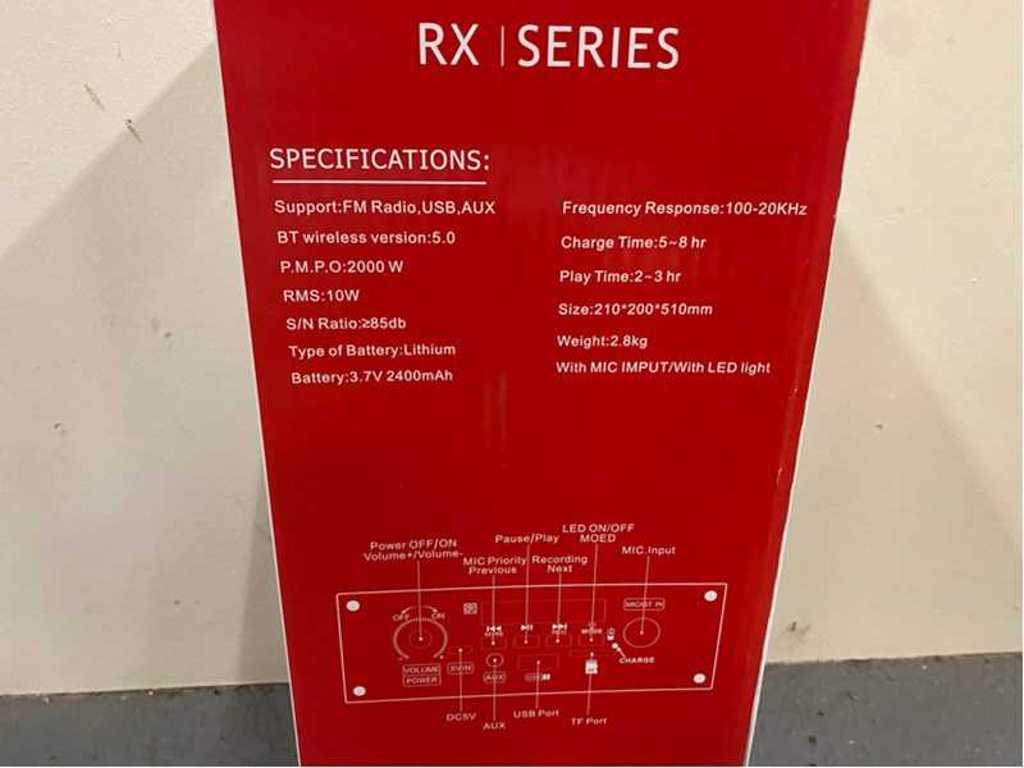 RX | SERIES
SPECIFICATIONS:
Support:FM Radio,USB,AUX
BT wireless version:5.0
P.M.P.O:2000 W
RMS:10W
S/N Ratio:≥85db
Type of Battery:Lithium
Battery:3.7V 2400mAh
Frequency Response:100-20KHz
Charge Time:5~8 hr
Play Time:2~3 hr
Size:210*200*510mm
Weight:2.8kg
With MIC IMPUT/With LED light
Power OFF/ON
Volume+/Volume-
MIC Priority
Previous
Pause/Play
Recording
Next
LED ON/OFF
MOED
MIC.Input
OFF ON
VOLUME
POWER
AUX
MODE
CHARGE
DC5V
AUX
USB Port
TF Port